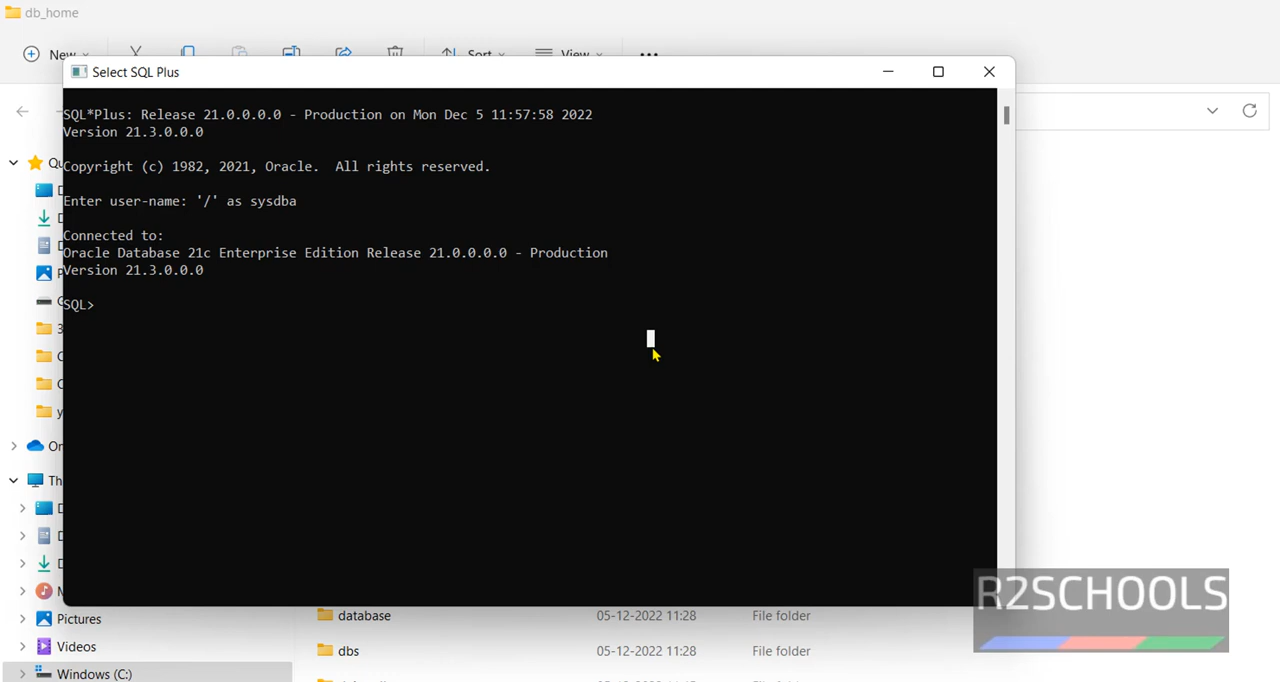 db_home
New
Sort
View
Select SQL Plus
SQL*Plus: Release 21.0.0.0.0 - Production on Mon Dec 5 11:57:58 2022
Version 21.3.0.0.0
Copyright (c) 1982, 2021, Oracle.  All rights reserved.
Enter user-name: '/' as sysdba
Connected to:
Oracle Database 21c Enterprise Edition Release 21.0.0.0.0 - Production
Version 21.3.0.0.0
SQL>
Pictures
Videos
Windows (C:)
database 05-12-2022 11:28 File folder
dbs 05-12-2022 11:28 File folder
R2SCHOOLS